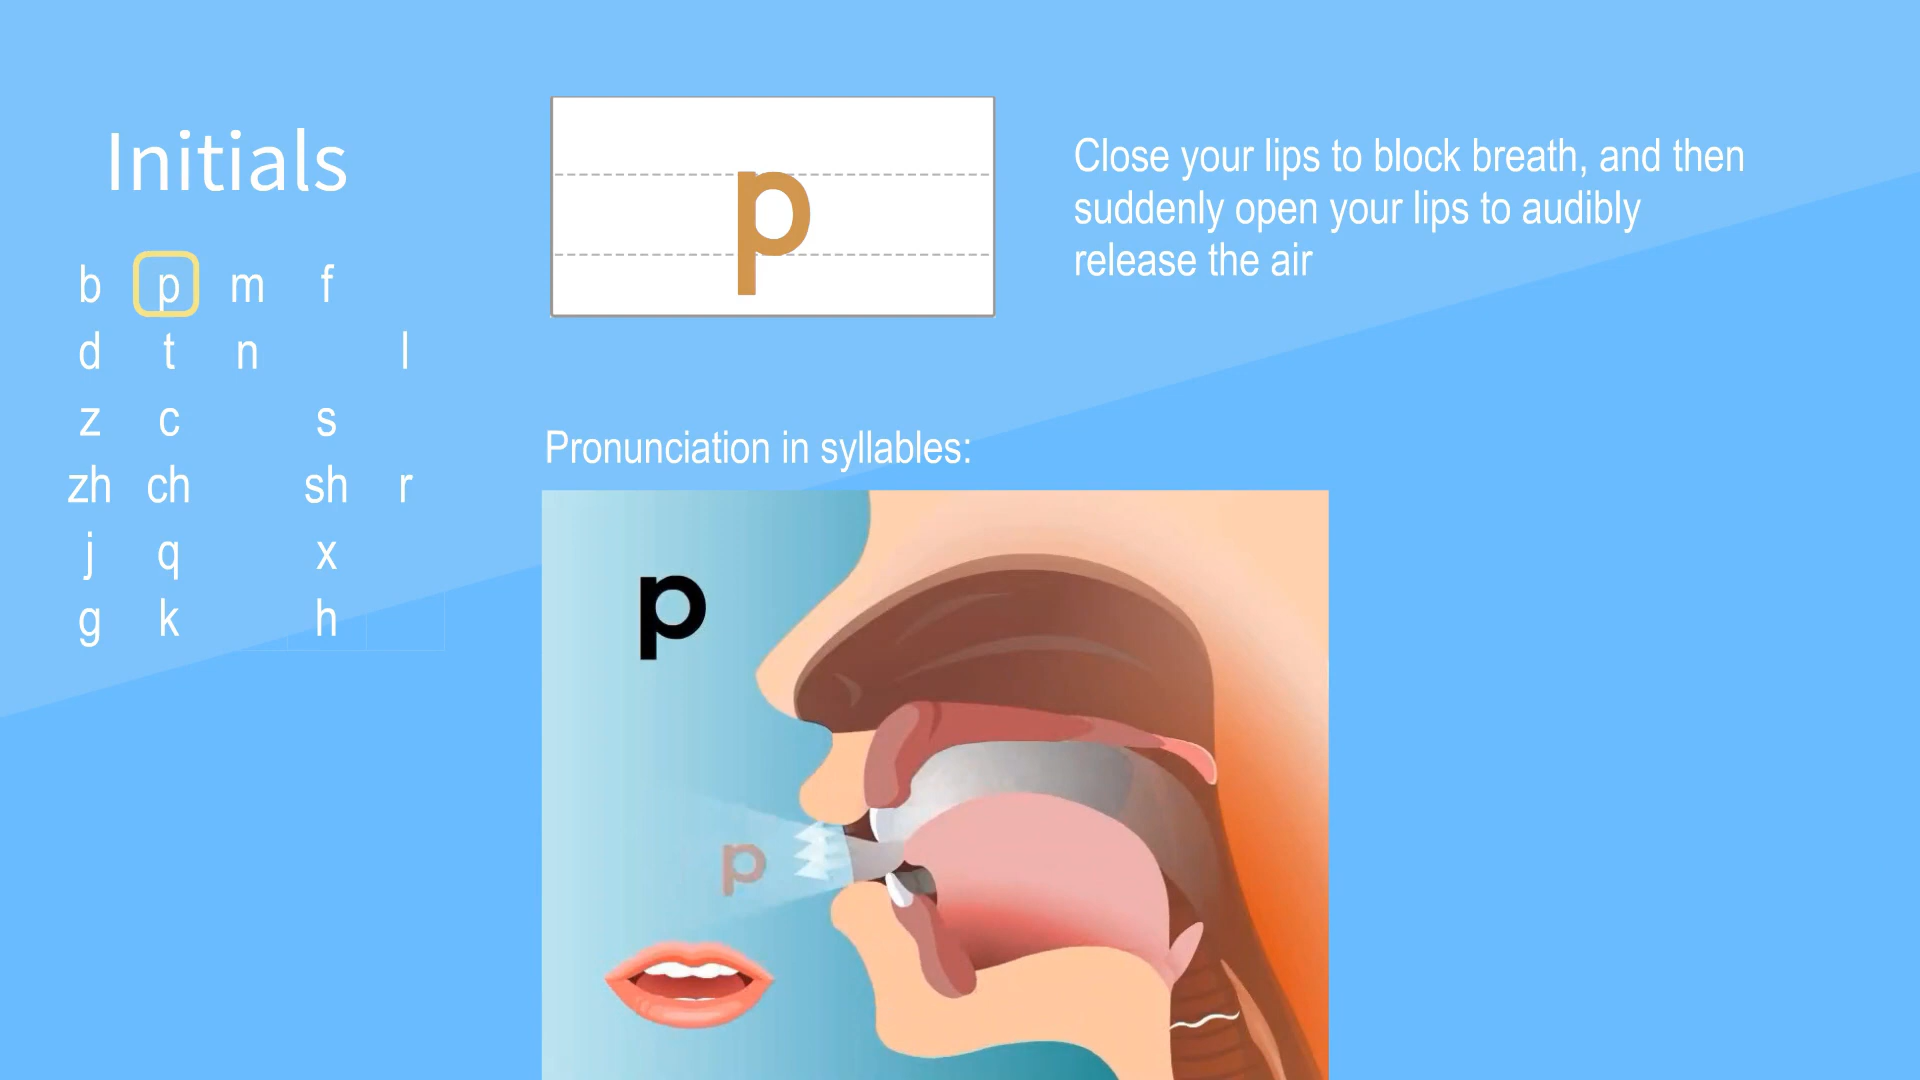 Initials
b p m f
d t n l
z c s
zh ch sh r
j q x
g k h
p
Close your lips to block breath, and then
suddenly open your lips to audibly
release the air
Pronunciation in syllables:
p
p